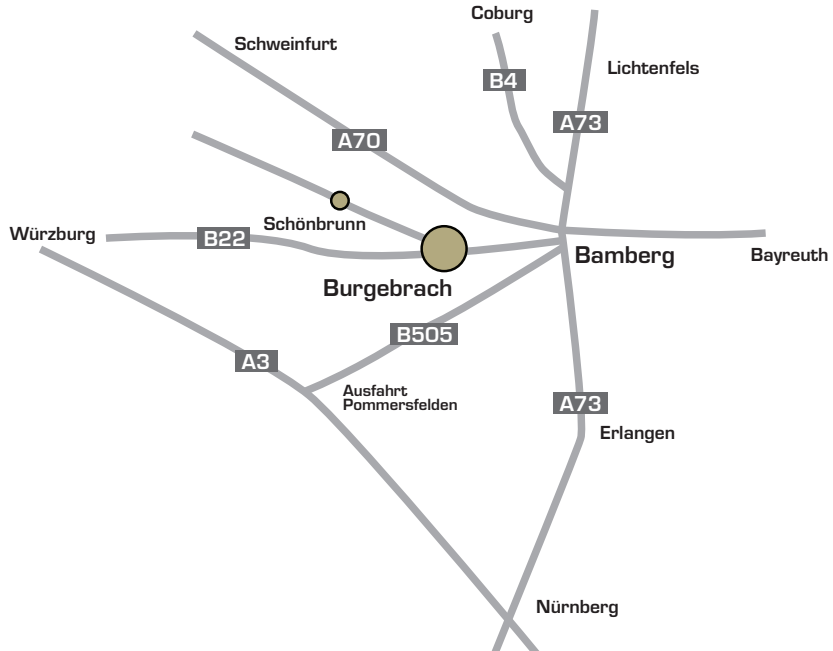 Coburg
Schweinfurt
Lichtenfels
B4
A73
A70
Schönbrunn
Würzburg
B22
Bamberg
Bayreuth
Burgebrach
B505
A3
Ausfahrt
Pommersfelden
A73
Erlangen
Nürnberg